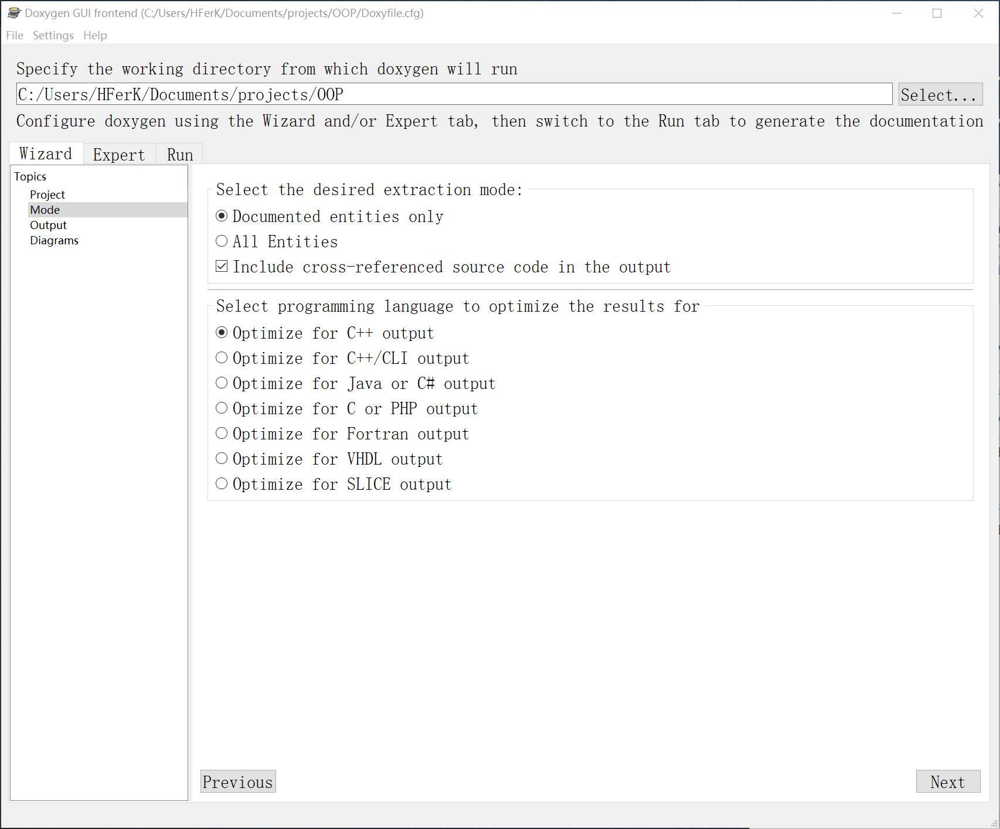 Doxygen GUI frontend (C:/Users/HFerK/Documents/projects/OOP/Doxyfile.cfg)
File Settings Help
Specify the working directory from which doxygen will run
C:/Users/HFerK/Documents/projects/OOP
Select...
Configure doxygen using the Wizard and/or Expert tab, then switch to the Run tab to generate the documentation
Wizard Expert Run
Topics
Project
Mode
Output
Diagrams
Select the desired extraction mode:
Documented entities only
All Entities
Include cross-referenced source code in the output
Select programming language to optimize the results for
Optimize for C++ output
Optimize for C++/CLI output
Optimize for Java or C# output
Optimize for C or PHP output
Optimize for Fortran output
Optimize for VHDL output
Optimize for SLICE output
Previous
Next